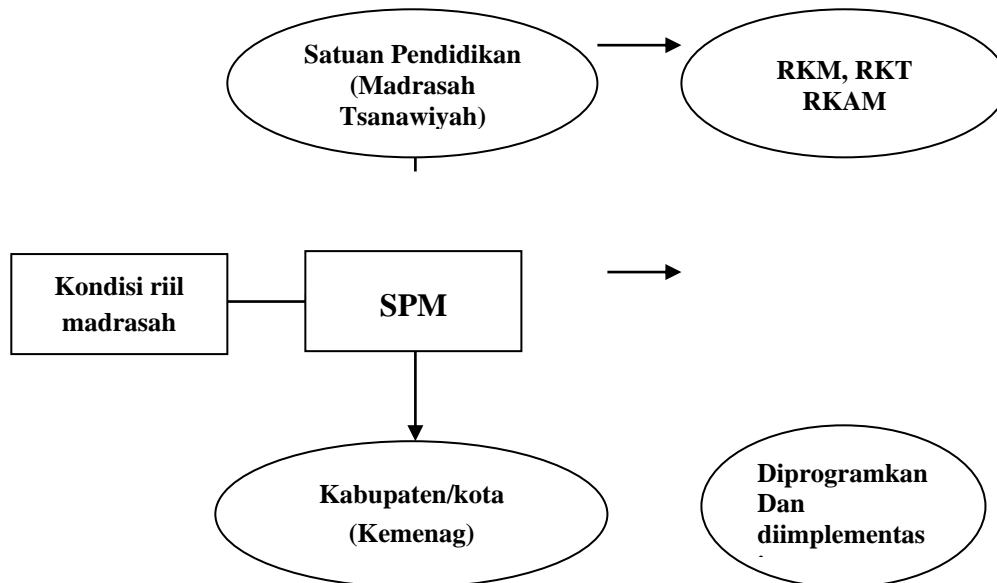 Satuan Pendidikan
(Madrasah
Tsanawiyah)
RKM, RKT
RKAM
Kondisi riil
madrasah
SPM
Kabupaten/kota
(Kemenag)
Diprogramkan
Dan
diimplementas